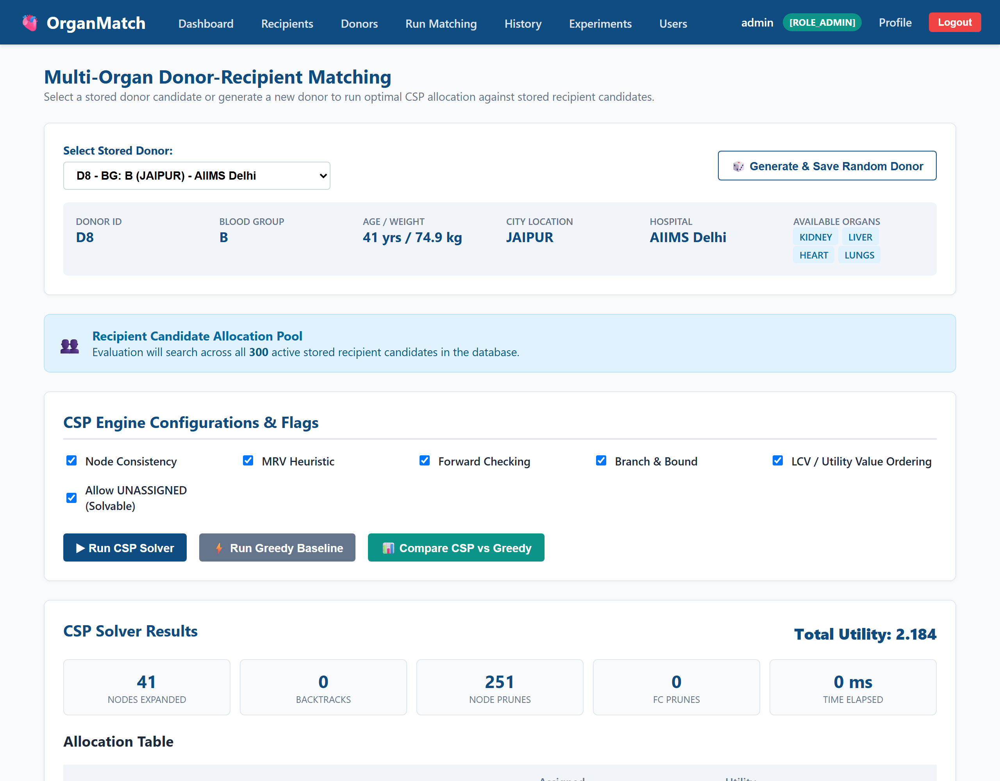 OrganMatch Dashboard Recipients Donors Run Matching History Experiments Users admin [ROLE_ADMIN] Profile Logout
Multi-Organ Donor-Recipient Matching
Select a stored donor candidate or generate a new donor to run optimal CSP allocation against stored recipient candidates.
Select Stored Donor:
D8 - BG: B (JAIPUR) - AIIMS Delhi
Generate & Save Random Donor
DONOR ID
D8
BLOOD GROUP
B
AGE / WEIGHT
41 yrs / 74.9 kg
CITY LOCATION
JAIPUR
HOSPITAL
AIIMS Delhi
AVAILABLE ORGANS
KIDNEY LIVER
HEART LUNGS
Recipient Candidate Allocation Pool
Evaluation will search across all 300 active stored recipient candidates in the database.
CSP Engine Configurations & Flags
Node Consistency
MRV Heuristic
Forward Checking
Branch & Bound
LCV / Utility Value Ordering
Allow UNASSIGNED
(Solvable)
▶ Run CSP Solver
Run Greedy Baseline
Compare CSP vs Greedy
CSP Solver Results
Total Utility: 2.184
41
NODES EXPANDED
0
BACKTRACKS
251
NODE PRUNES
0
FC PRUNES
0 ms
TIME ELAPSED
Allocation Table
Assigned
Utility